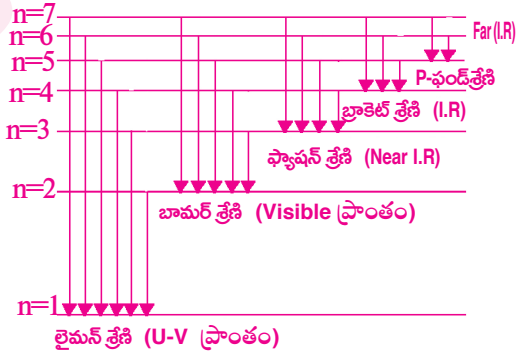 n=7
n=6 Far (I.R)
n=5
P-ఫండ్‌శ్రేణి
n=4
బ్రాకెట్ శ్రేణి (I.R)
n=3
ఫ్యాషన్ శ్రేణి (Near I.R)
n=2
బామర్ శ్రేణి (Visible ప్రాంతం)
n=1
లైమన్ శ్రేణి (U-V ప్రాంతం)